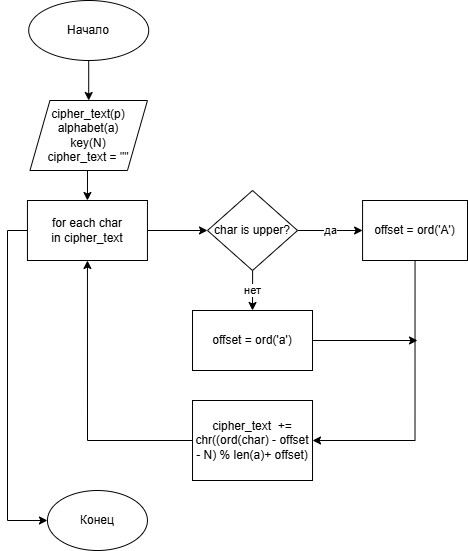 Начало
cipher_text(p)
alphabet(a)
key(N)
cipher_text = ""
for each char
in cipher_text
char is upper?
да
offset = ord('A')
нет
offset = ord('a')
cipher_text +=
chr((ord(char) - offset
- N) % len(a)+ offset)
Конец